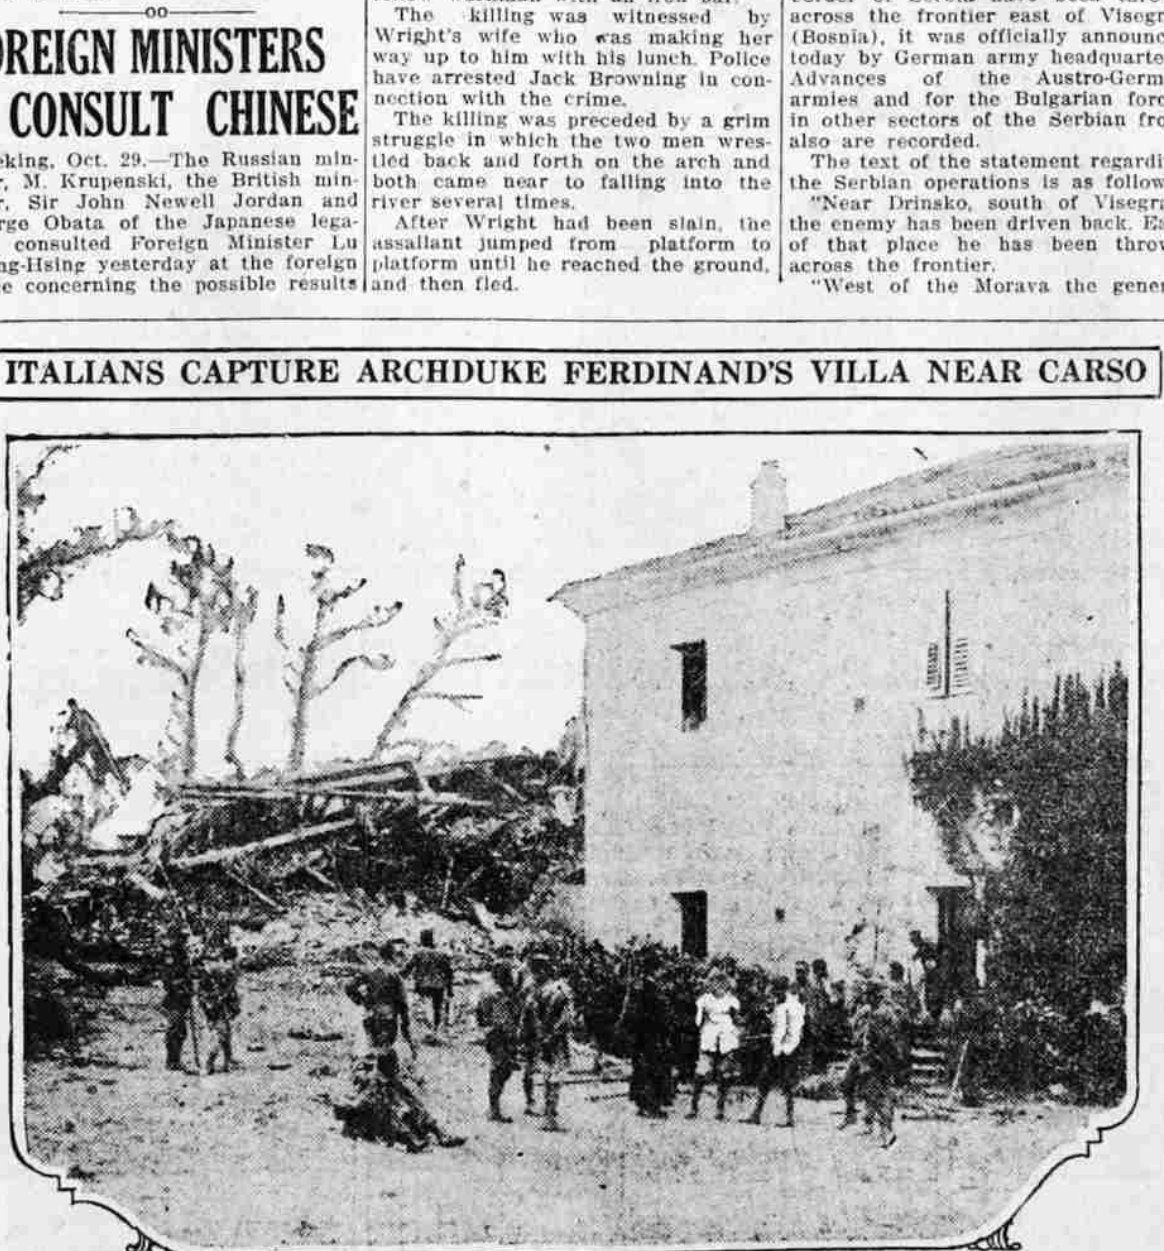 OREIGN MINISTERS
CONSULT CHINESE
eking, Oct. 29.—The Russian min-
r, M. Krupenski, the British min-
r, Sir John Newell Jordan and
rge Obata of the Japanese lega-
consulted Foreign Minister Lu
ng-Hsing yesterday at the foreign
e concerning the possible results
The killing was witnessed by
Wright's wife who was making her
way up to him with his lunch. Police
have arrested Jack Browning in con-
nection with the crime.
The killing was preceded by a grim
struggle in which the two men wres-
tled back and forth on the arch and
both came near to falling into the
river several times.
After Wright had been slain, the
assailant jumped from platform to
platform until he reached the ground,
and then fled.
across the frontier east of Visegr
(Bosnia), it was officially announc
today by German army headquarte
Advances of the Austro-Germ
armies and for the Bulgarian forc
in other sectors of the Serbian fro
also are recorded.
The text of the statement regardi
the Serbian operations is as follow
"Near Drinsko, south of Visegra
the enemy has been driven back. Ea
of that place he has been throw
across the frontier.
"West of the Morava the gener
ITALIANS CAPTURE ARCHDUKE FERDINAND'S VILLA NEAR CARSO